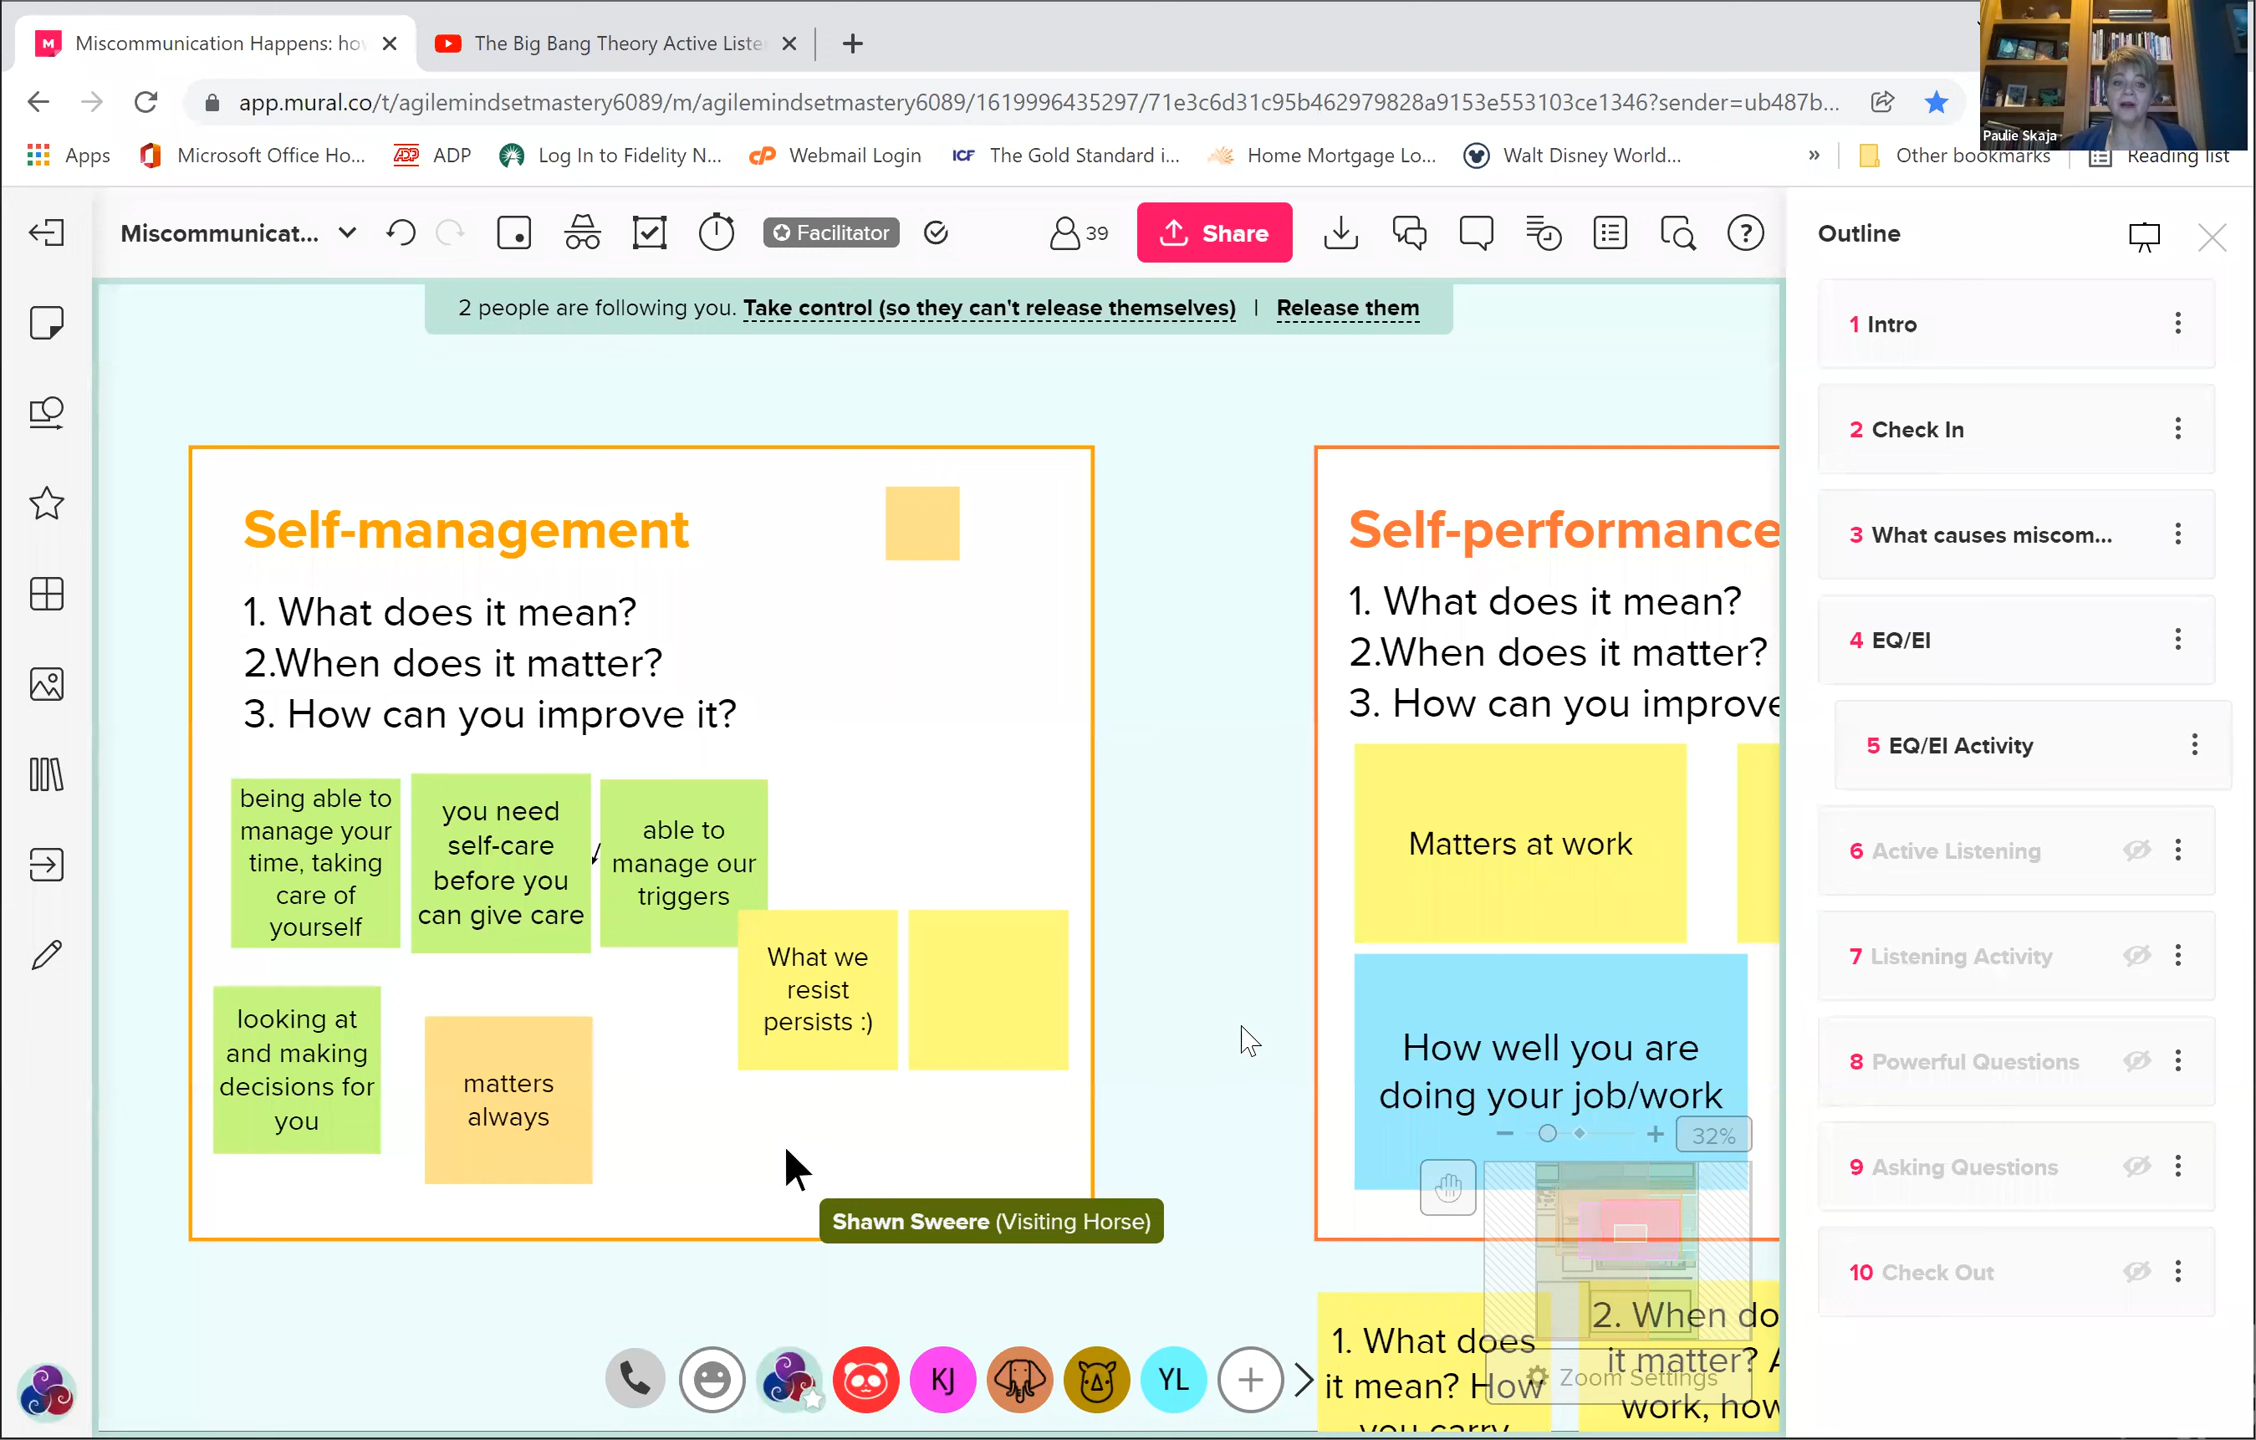 Miscommunication Happens: ho
The Big Bang Theory Active Liste
app.mural.co/t/agilemindsetmastery6089/m/agilemindsetmastery6089/1619996435297/71e3c6d31c95b462979828a9153e553103ce1346?sender=ub487b...
Paulie Skaja
Apps
Microsoft Office Ho...
ADP
ADP
Log In to Fidelity N...
cP
Webmail Login
ICF
The Gold Standard i...
Home Mortgage Lo...
Walt Disney World...
»
Other bookmarks
Reading list
Miscommunicat...
Facilitator
39
Share
?
Outline
2 people are following you. Take control (so they can't release themselves) | Release them
Self-management
1. What does it mean?
2.When does it matter?
3. How can you improve it?
being able to
manage your
time, taking
care of
yourself
you need
self-care
before you
can give care
able to
manage our
triggers
What we
resist
persists :)
looking at
and making
decisions for
you
matters
always
Shawn Sweere (Visiting Horse)
Self-performance
1. What does it mean?
2.When does it matter?
3. How can you improve
Matters at work
How well you are
doing your job/work
32%
1. What does
it mean? How
you carry
2. When do
it matter? A
work, how
Zoom Settings
KJ
YL
1 Intro
2 Check In
3 What causes miscom...
4 EQ/EI
5 EQ/EI Activity
6 Active Listening
7 Listening Activity
8 Powerful Questions
9 Asking Questions
10 Check Out